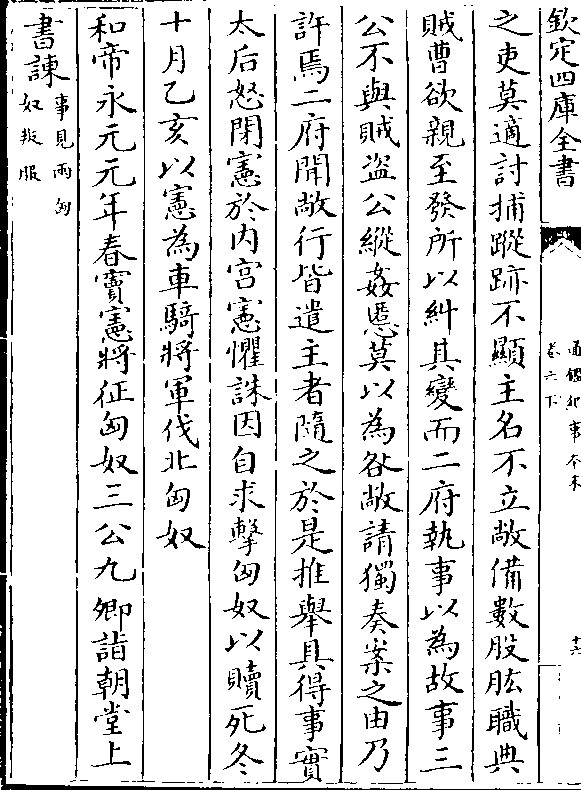 欽定四庫全書
通鑑紀事本末
卷六下
十六
之吏莫適討捕蹤跡不顯主名不立敞備數股肱職典
賊曹欲親至發所以糾其變而二府執事以為故事三
公不與賊盗公縱姦慝莫以為咎敞請獨奏案之由乃
許焉二府聞敞行皆遣主者隨之於是推舉具得事實
太后怒閉憲於内宫憲懼誅因自求擊匈奴以贖死冬
十月乙亥以憲為車騎將軍伐北匈奴
和帝永元元年春竇憲將征匈奴三公九卿詣朝堂上
書諫事見兩匈
奴叛服